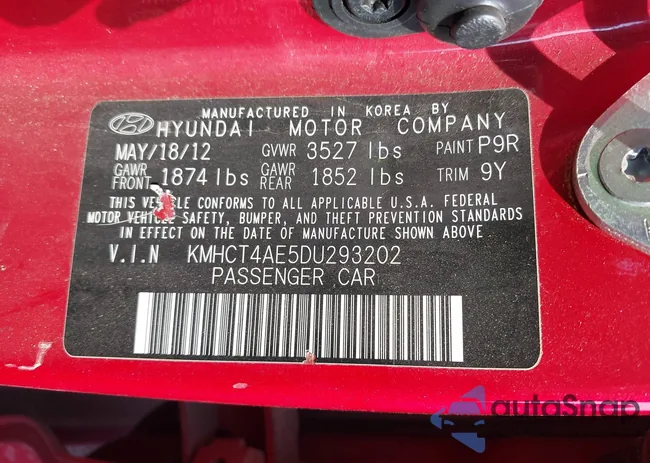 MANUFACTURED IN KOREA BY
HYUNDAI MOTOR COMPANY
MAY/18/12 GVWR 3527 lbs PAINT P9R
GAWR FRONT 1874 lbs GAWR REAR 1852 lbs TRIM 9Y
THIS VEHICLE CONFORMS TO ALL APPLICABLE U.S.A. FEDERAL
MOTOR VEHICLE SAFETY, BUMPER, AND THEFT PREVENTION STANDARDS
IN EFFECT ON THE DATE OF MANUFACTURE SHOWN ABOVE
V.I.N KMHCT4AE5DU293202
PASSENGER CAR
autoSnap